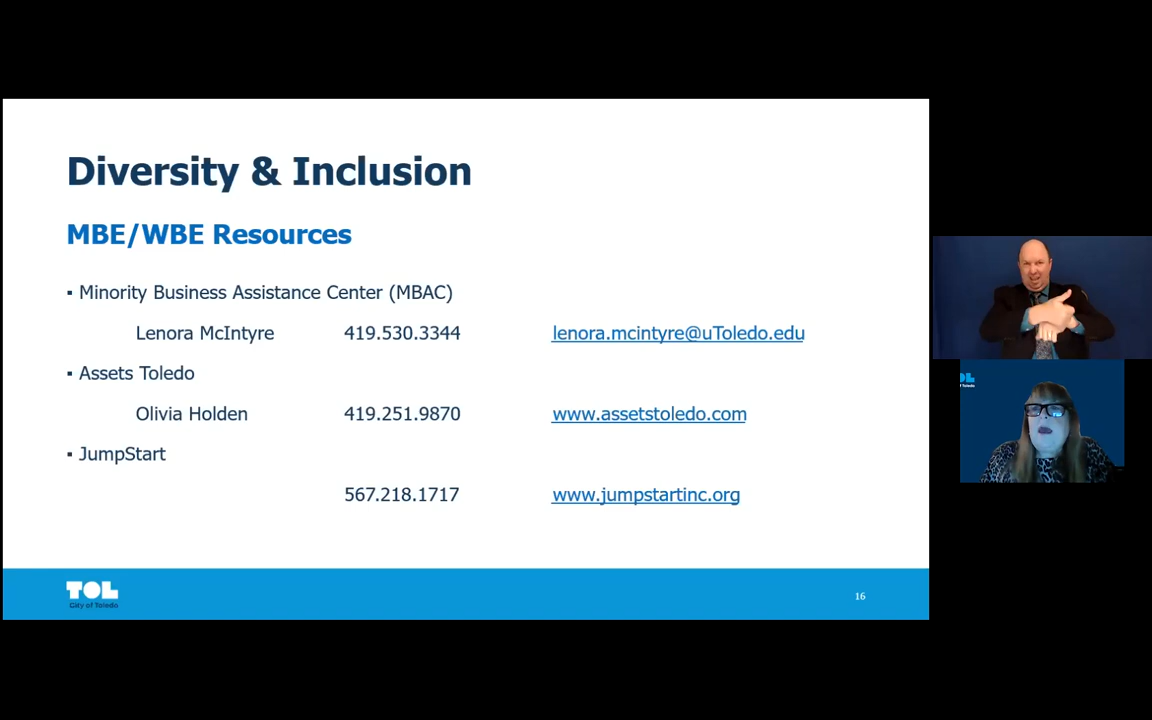 Diversity & Inclusion
MBE/WBE Resources
▪ Minority Business Assistance Center (MBAC)
Lenora McIntyre 419.530.3344 lenora.mcintyre@uToledo.edu
▪ Assets Toledo
Olivia Holden 419.251.9870 www.assetstoledo.com
▪ JumpStart
567.218.1717 www.jumpstartinc.org
TOL
City of Toledo
16